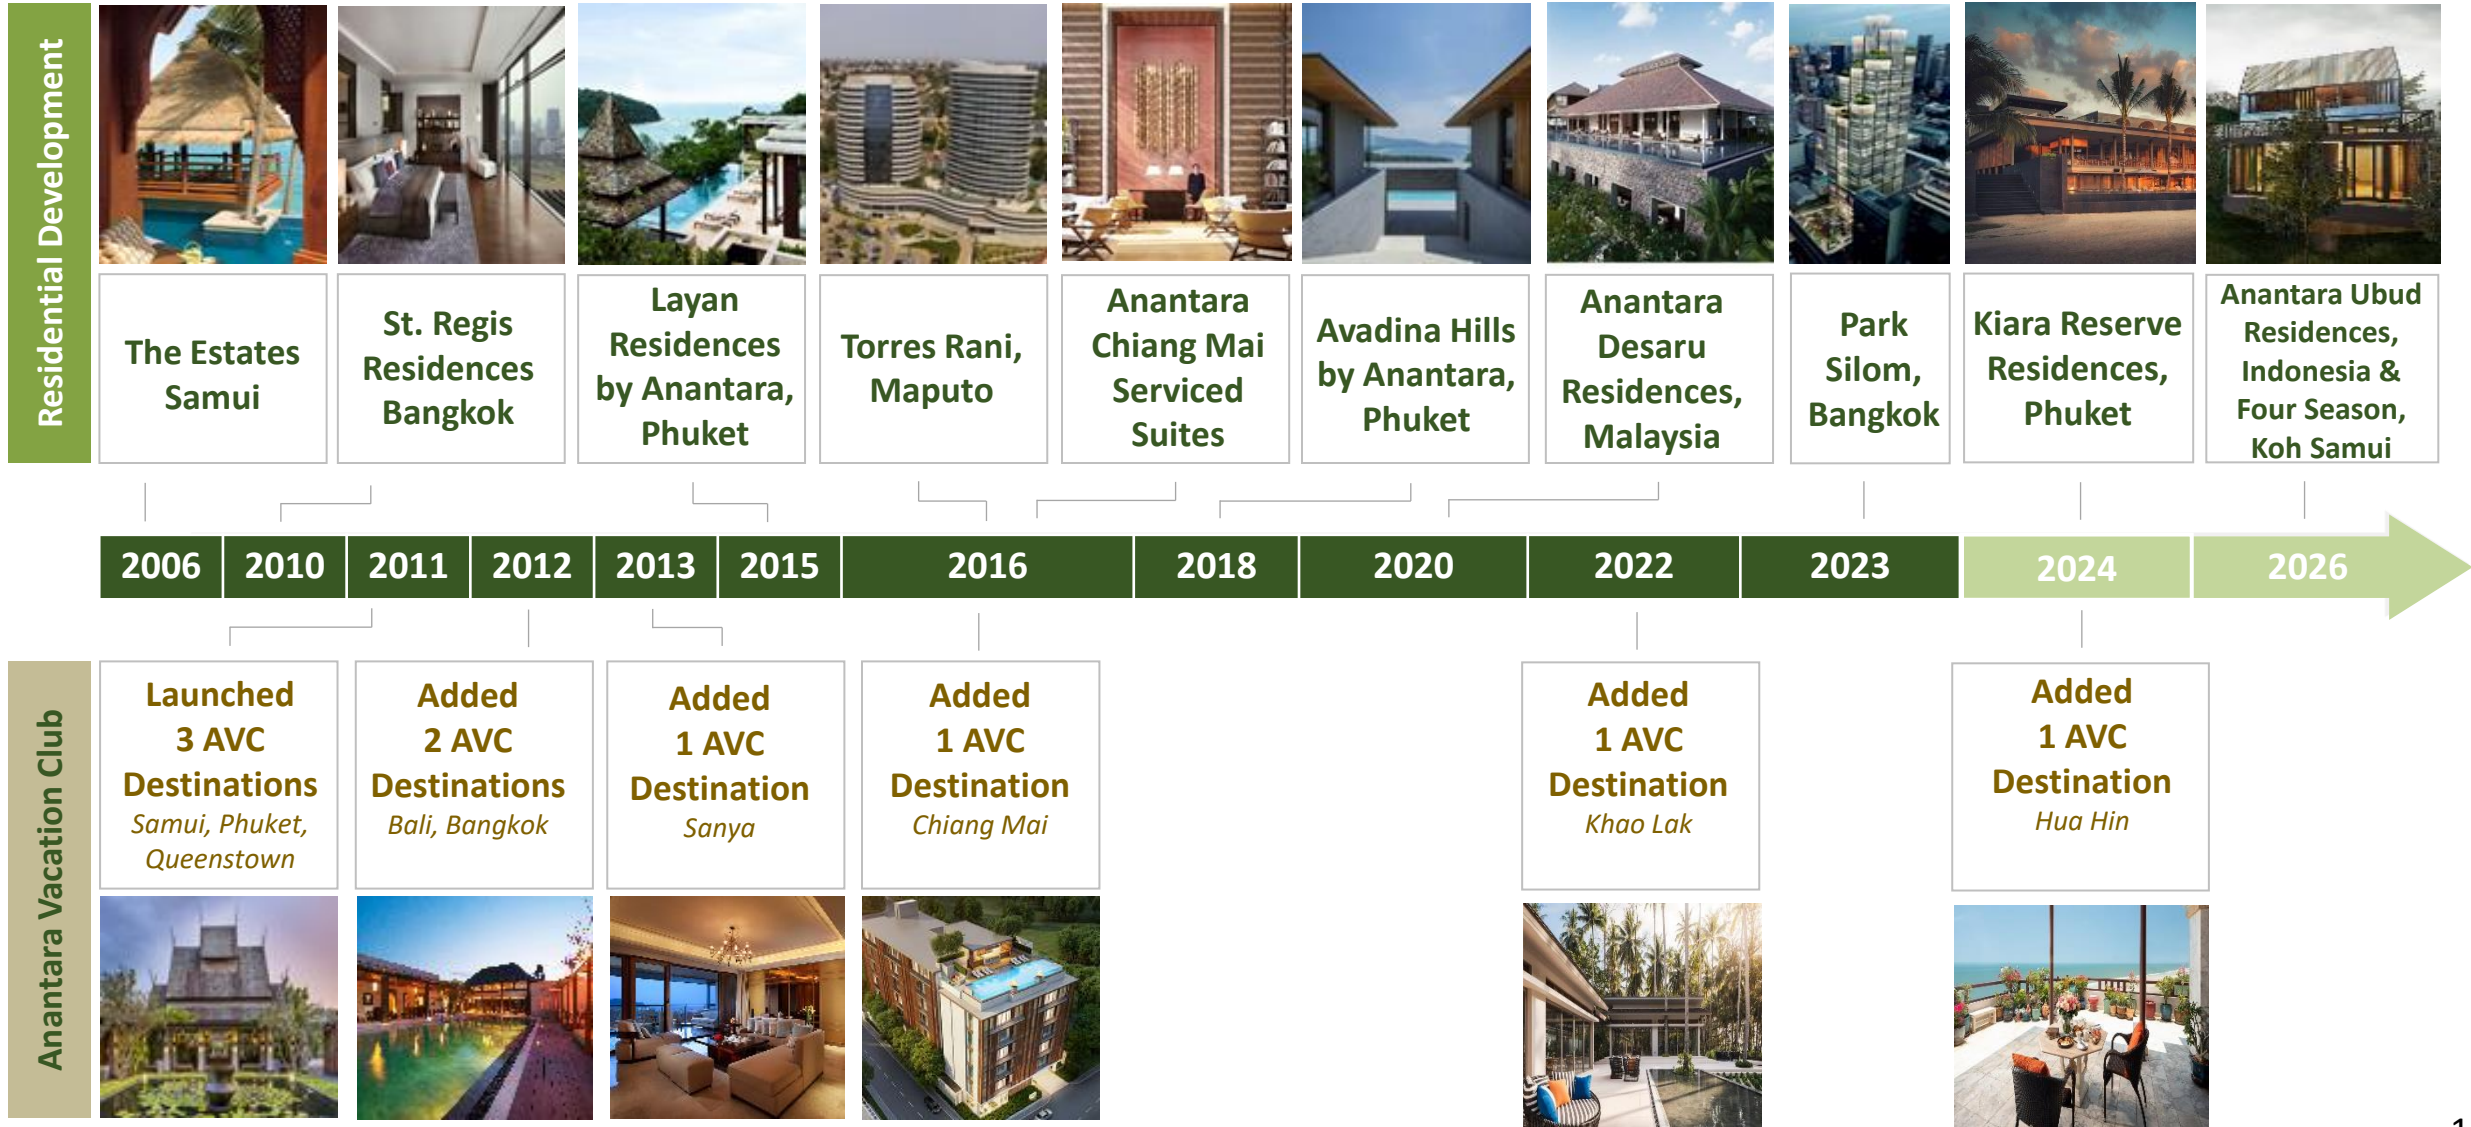 Residential Development
The Estates
Samui
St. Regis
Residences
Bangkok
Layan
Residences
by Anantara,
Phuket
Torres Rani,
Maputo
Anantara
Chiang Mai
Serviced
Suites
Avadina Hills
by Anantara,
Phuket
Anantara
Desaru
Residences,
Malaysia
Park
Silom,
Bangkok
Kiara Reserve
Residences,
Phuket
Anantara Ubud
Residences,
Indonesia &
Four Season,
Koh Samui
2006 2010 2011 2012 2013 2015 2016 2018 2020 2022 2023 2024 2026
Anantara Vacation Club
Launched
3 AVC
Destinations
Samui, Phuket,
Queenstown
Added
2 AVC
Destinations
Bali, Bangkok
Added
1 AVC
Destination
Sanya
Added
1 AVC
Destination
Chiang Mai
Added
1 AVC
Destination
Khao Lak
Added
1 AVC
Destination
Hua Hin